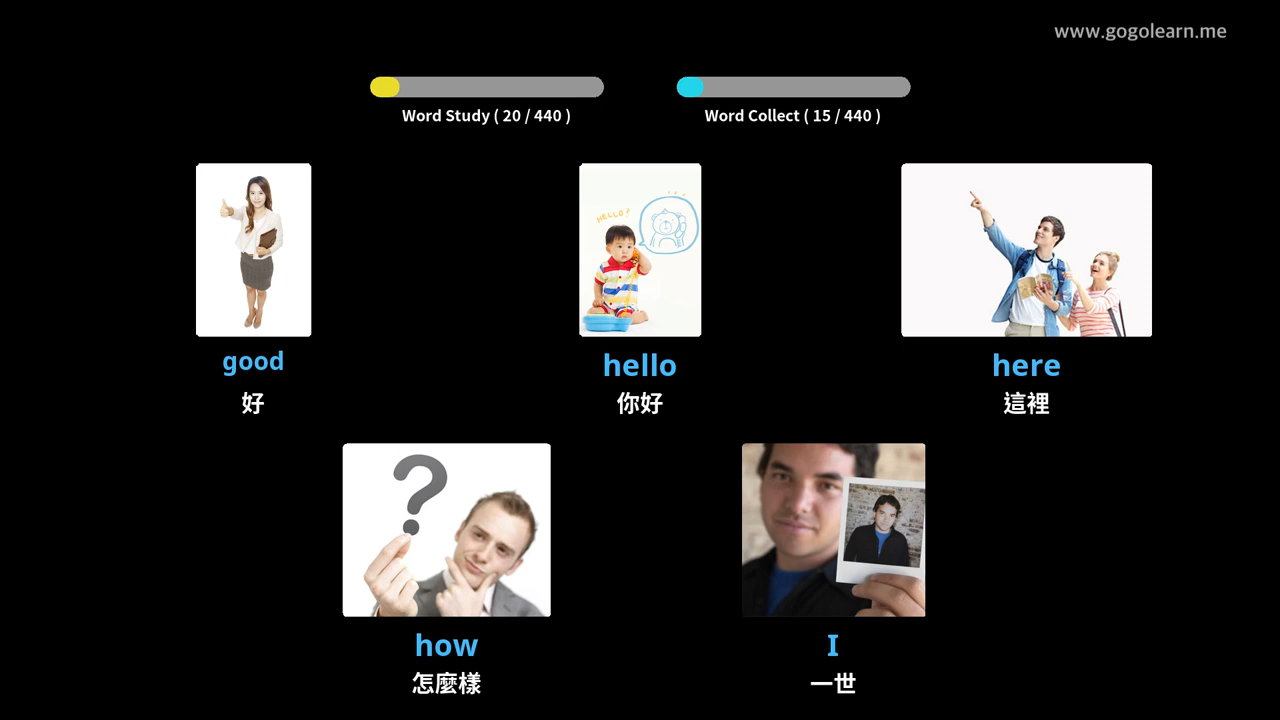 www.gogolearn.me
Word Study ( 20 / 440 )
Word Collect ( 15 / 440 )
HELLO?
good
hello
here
好
你好
這裡
how
I
怎麼樣
一世